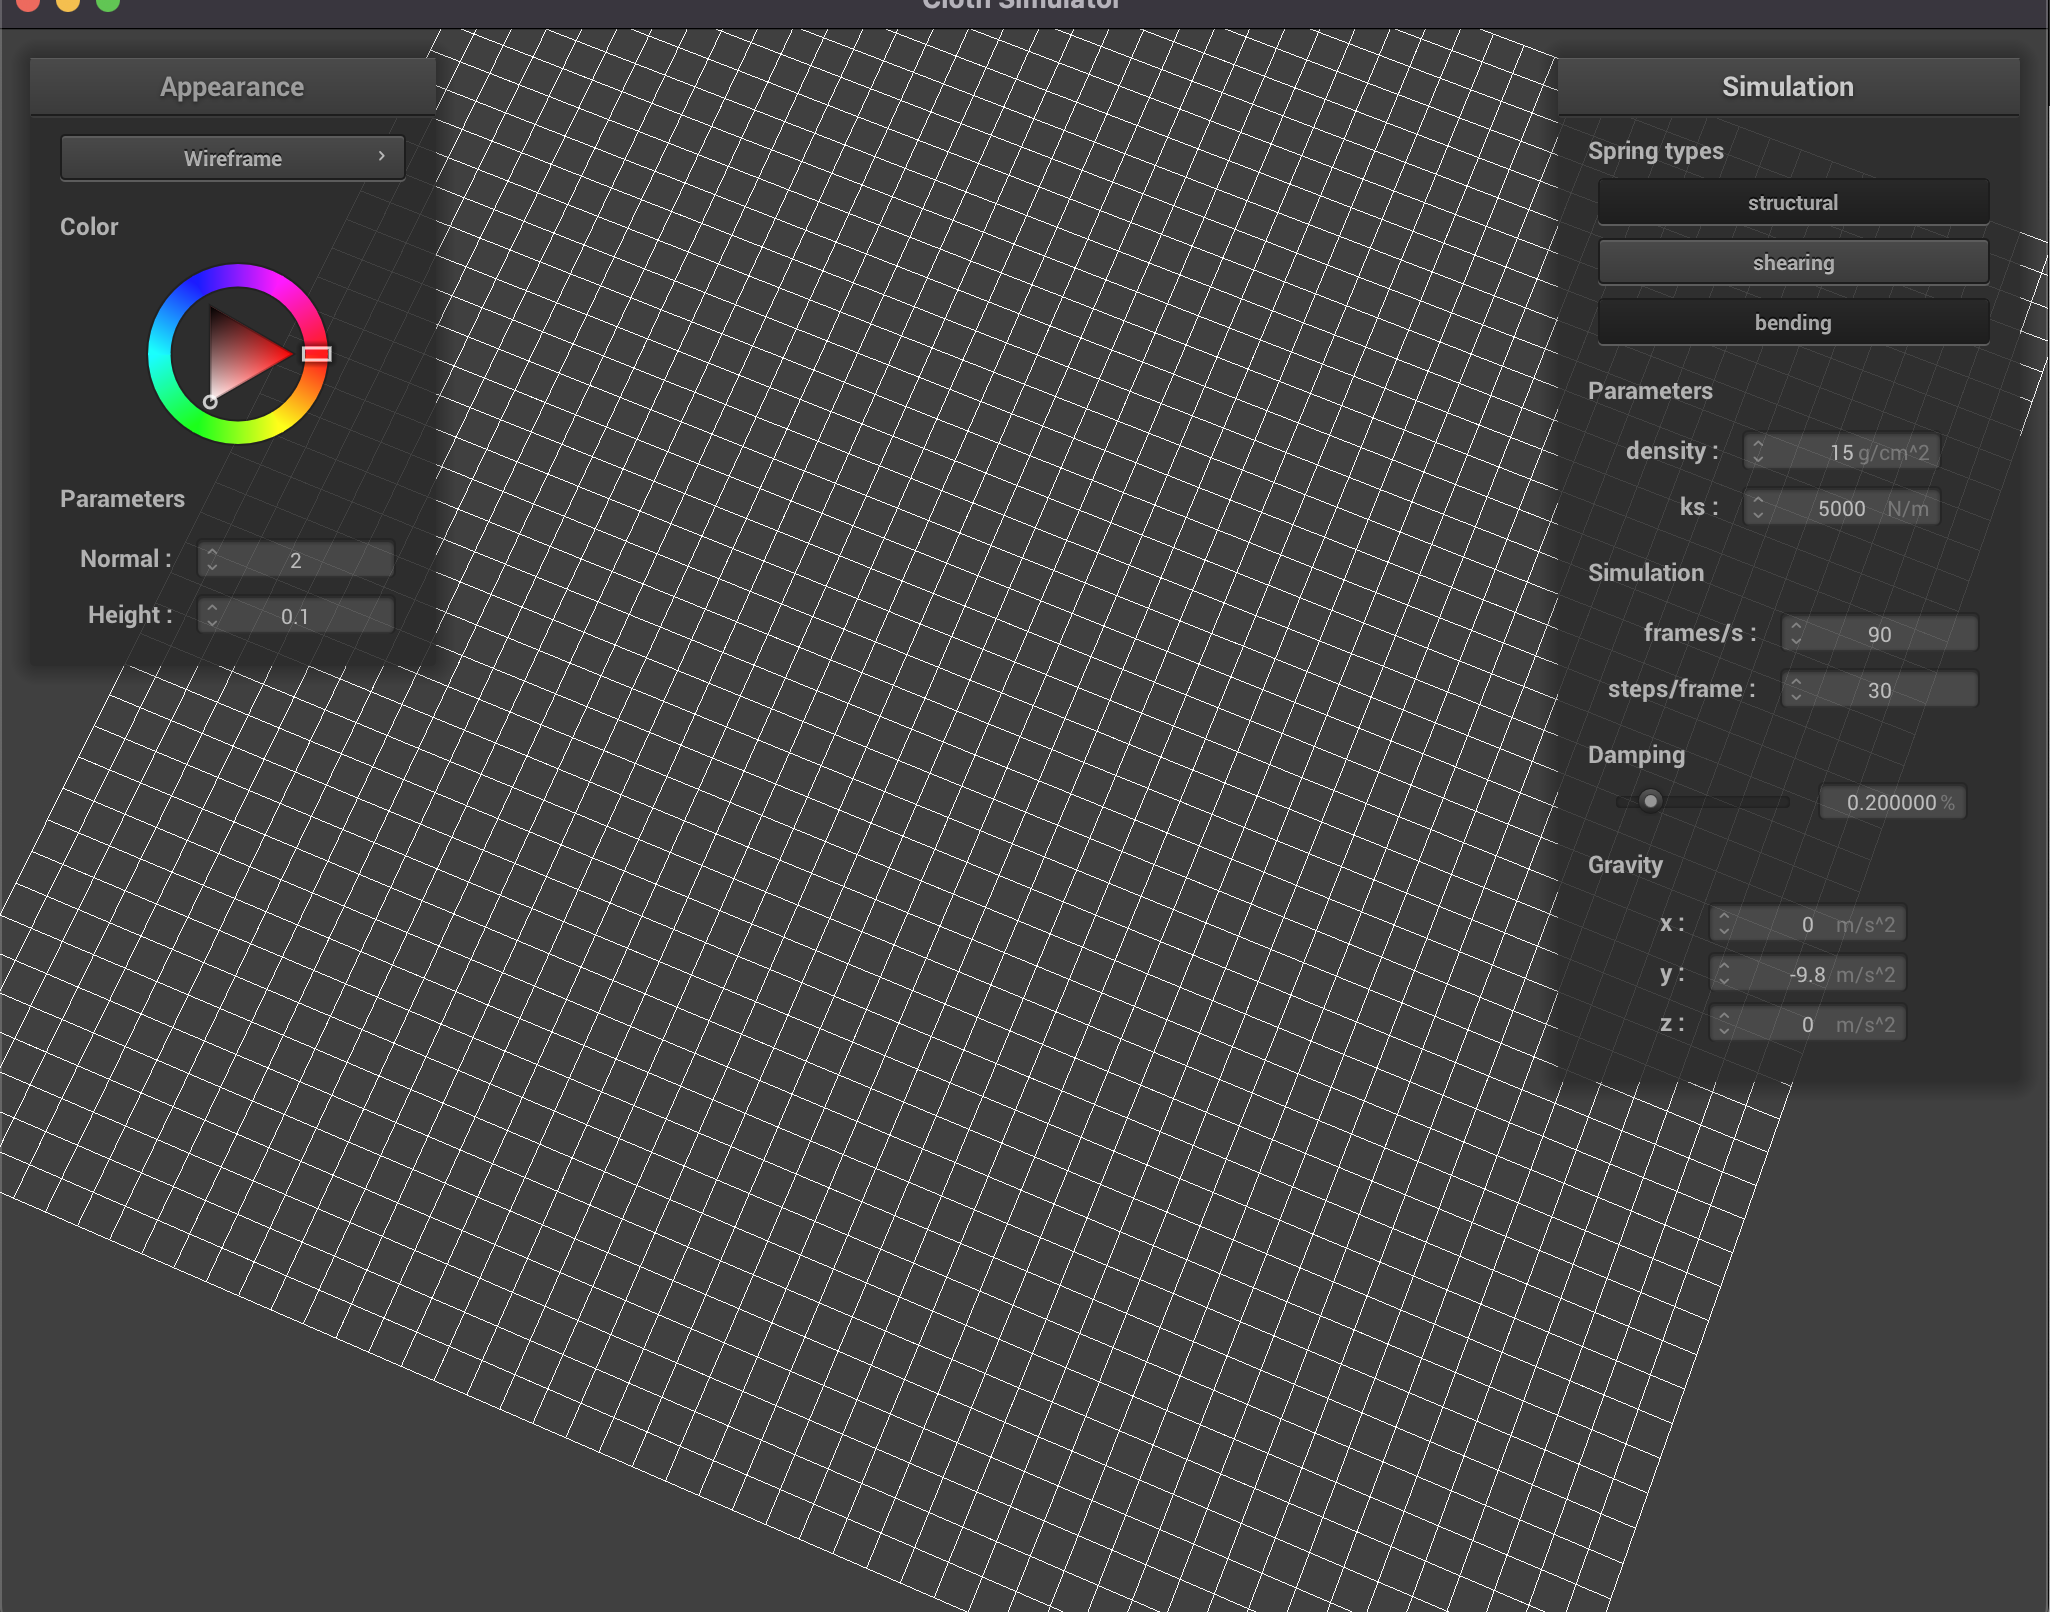 Cloth Simulator
Appearance
Wireframe
Color
Parameters
Normal : 2
Height : 0.1
Simulation
Spring types
structural
shearing
bending
Parameters
density : 15 g/cm^2
ks : 5000 N/m
Simulation
frames/s : 90
steps/frame : 30
Damping
0.200000 %
Gravity
x : 0 m/s^2
y : -9.8 m/s^2
z : 0 m/s^2